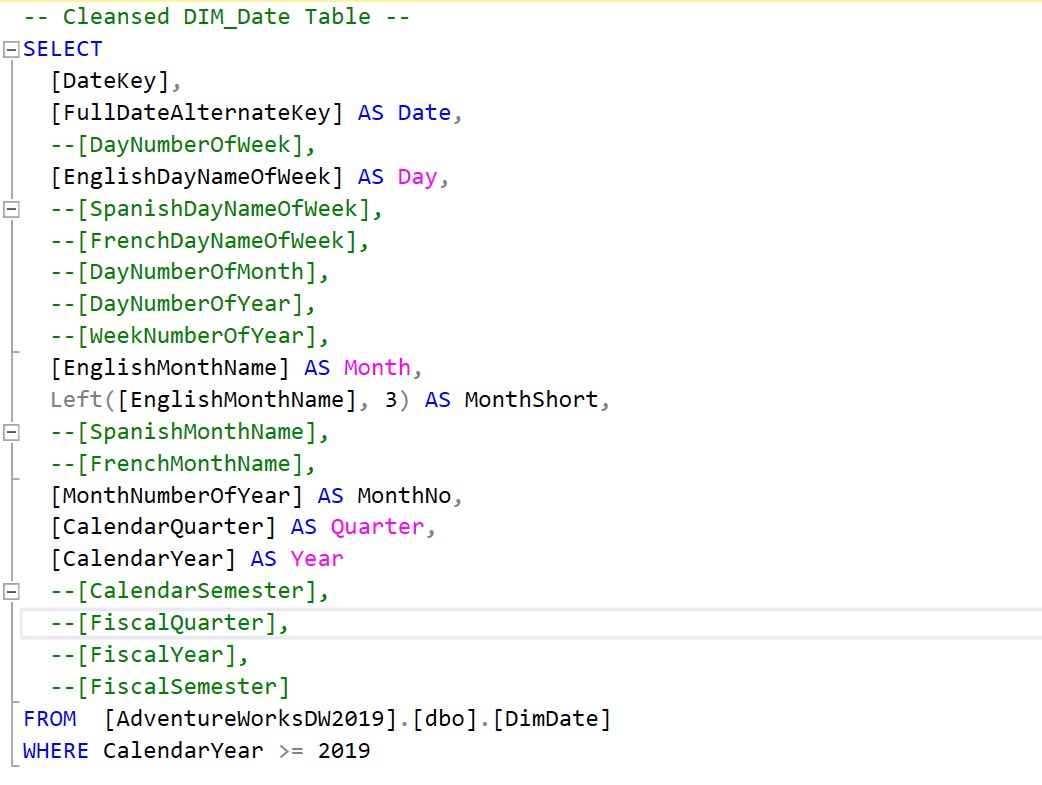 -- Cleansed DIM_Date Table --
SELECT
[DateKey],
[FullDateAlternateKey] AS Date,
--[DayNumberOfWeek],
[EnglishDayNameOfWeek] AS Day,
--[SpanishDayNameOfWeek],
--[FrenchDayNameOfWeek],
--[DayNumberOfMonth],
--[DayNumberOfYear],
--[WeekNumberOfYear],
[EnglishMonthName] AS Month,
Left([EnglishMonthName], 3) AS MonthShort,
--[SpanishMonthName],
--[FrenchMonthName],
[MonthNumberOfYear] AS MonthNo,
[CalendarQuarter] AS Quarter,
[CalendarYear] AS Year
--[CalendarSemester],
--[FiscalQuarter],
--[FiscalYear],
--[FiscalSemester]
FROM  [AdventureWorksDW2019].[dbo].[DimDate]
WHERE CalendarYear >= 2019